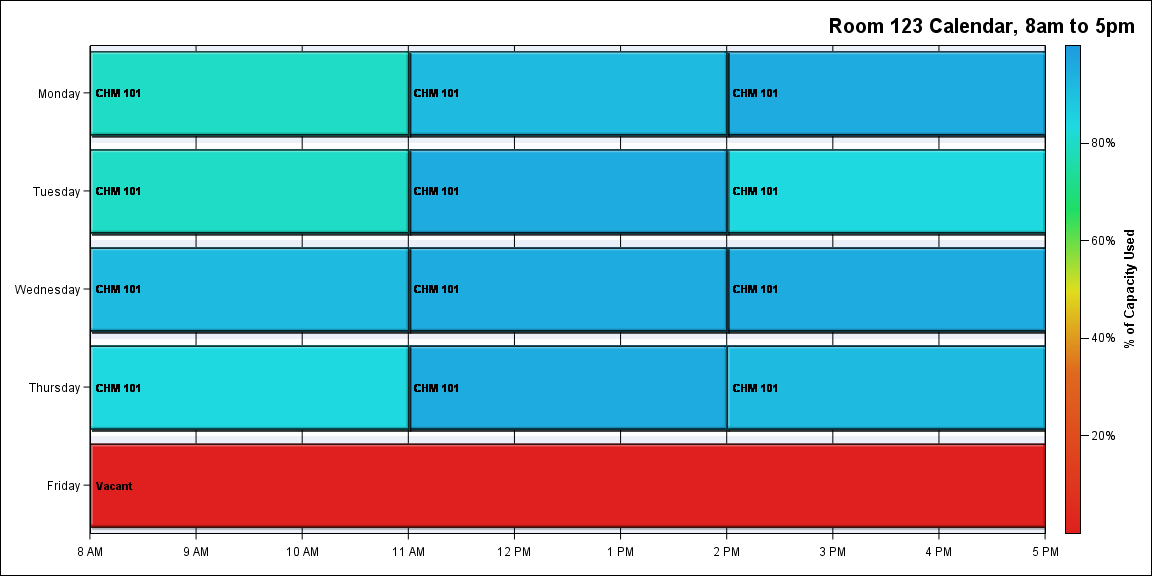 Room 123 Calendar, 8am to 5pm
Monday
CHM 101
CHM 101
CHM 101
Tuesday
CHM 101
CHM 101
CHM 101
Wednesday
CHM 101
CHM 101
CHM 101
Thursday
CHM 101
CHM 101
CHM 101
Friday
Vacant
8 AM
9 AM
10 AM
11 AM
12 PM
1 PM
2 PM
3 PM
4 PM
5 PM
80%
60%
40%
20%
% of Capacity Used